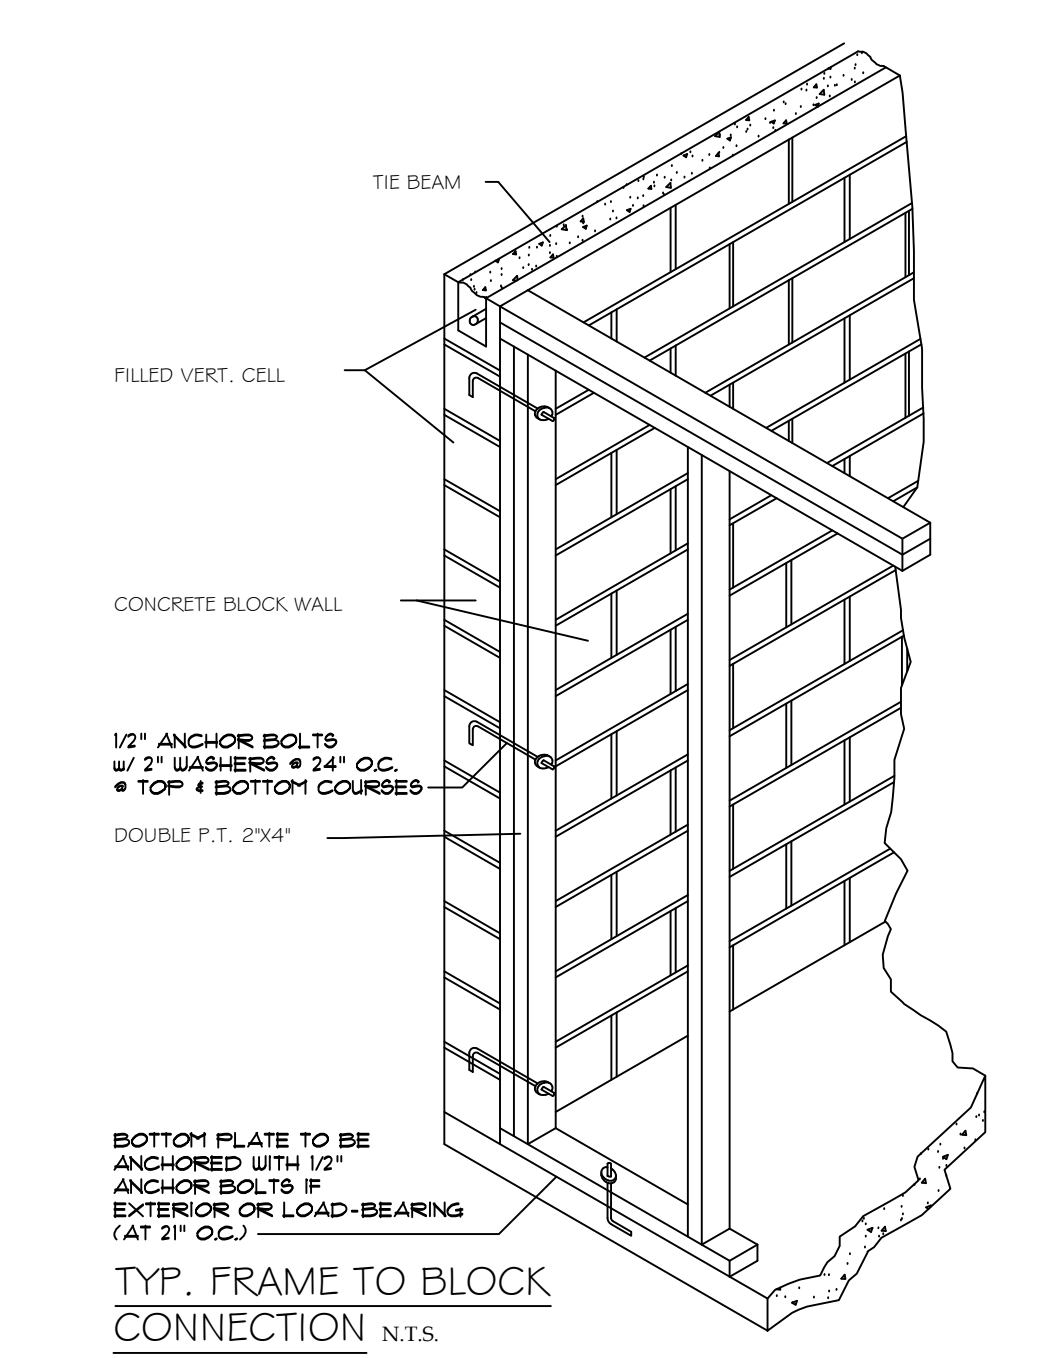 TIE BEAM
FILLED VERT. CELL
CONCRETE BLOCK WALL
1/2" ANCHOR BOLTS
w/ 2" WASHERS @ 24" O.C.
@ TOP & BOTTOM COURSES
DOUBLE P.T. 2"X4"
BOTTOM PLATE TO BE
ANCHORED WITH 1/2"
ANCHOR BOLTS IF
EXTERIOR OR LOAD-BEARING
(AT 21" O.C.)
TYP. FRAME TO BLOCK
CONNECTION N.T.S.